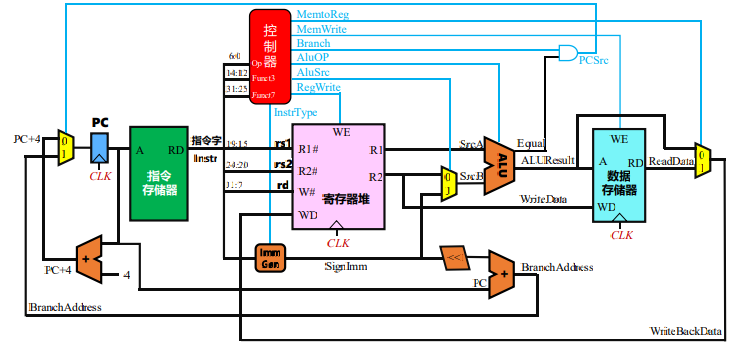 MemtoReg
MemWrite
Branch
AluOP
AluSrc
RegWrite
控制器
Op
Funct3
Funct7
6:0
14:12
31:25
PCSrc
InstrType
PC+4
0
1
PC
CLK
A
RD
指令存储器
指令字
Instr
19:15
rs1
24:20
rs2
11:7
rd
WE
R1#
R2#
W#
WD
R1
R2
寄存器堆
CLK
0
1
SrcA
SrcB
ALU
Equal
ALUResult
WE
A
RD
数据存储器
WD
CLK
ReadData
0
1
WriteData
Imm Gen
SignImm
<<
+
PC
BranchAddress
+
PC+4
4
BranchAddress
WriteBackData